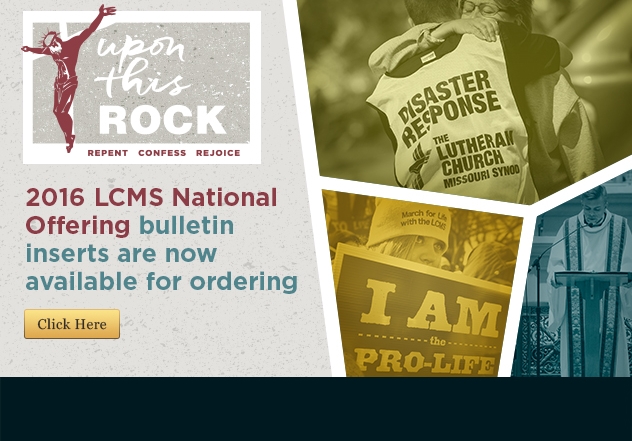 upon
this
ROCK
REPENT CONFESS REJOICE
2016 LCMS National
Offering bulletin
inserts are now
available for ordering
Click Here
DISASTER
RESPONSE
THE
LUTHERAN
CHURCH
MISSOURI SYNOD
March for Life
with the LCMS
I AM
the
PRO-LIFE